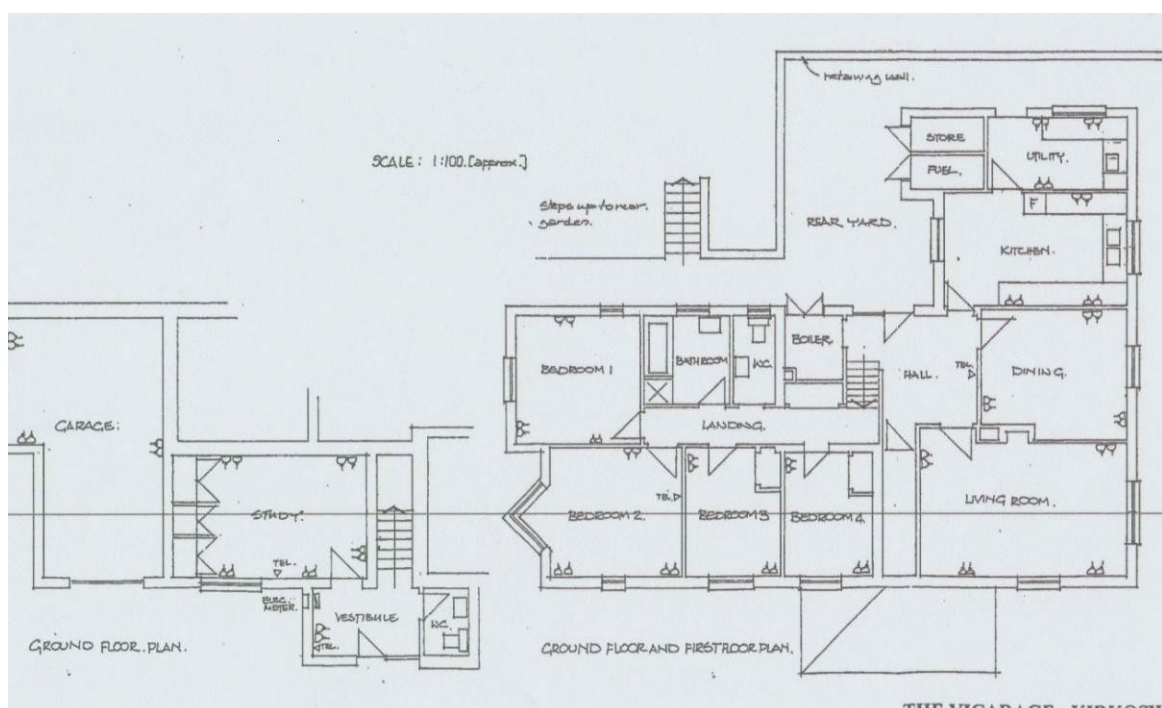 retaining wall.
STORE
FUEL.
UTILITY.
SCALE: 1:100.[approx.]
Steps up to rear.
garden.
REAR YARD.
F
KITCHEN.
BEDROOM 1
BATHROOM
W.C.
BOILER.
HALL.
TEL.
DINING.
GARAGE:
LANDING.
STUDY.
TEL.
BEDROOM 2.
TEL.
BEDROOM 3
BEDROOM 4.
LIVING ROOM.
ELEC.
METER.
VESTIBULE
TEL.
W.C.
GROUND FLOOR.PLAN.
GROUND FLOOR AND FIRST FLOOR PLAN.
THE VICARAGE